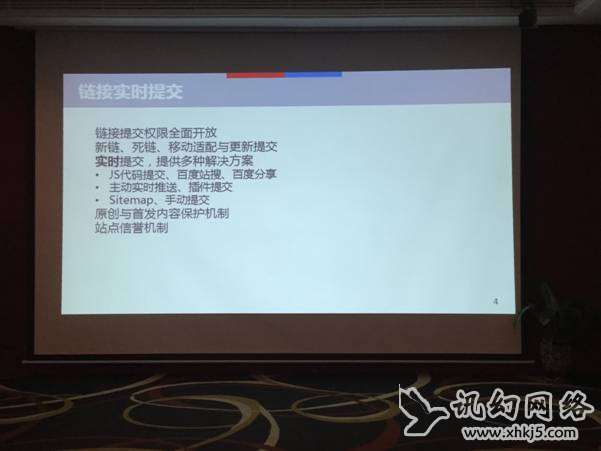 链接实时提交
链接提交权限全面开放
新链、死链、移动适配与更新提交
实时提交，提供多种解决方案
• JS代码提交、百度站搜、百度分享
• 主动实时推送、插件提交
• Sitemap、手动提交
原创与首发内容保护机制
站点信誉机制
4
讯幻网络
www.xhkj5.com